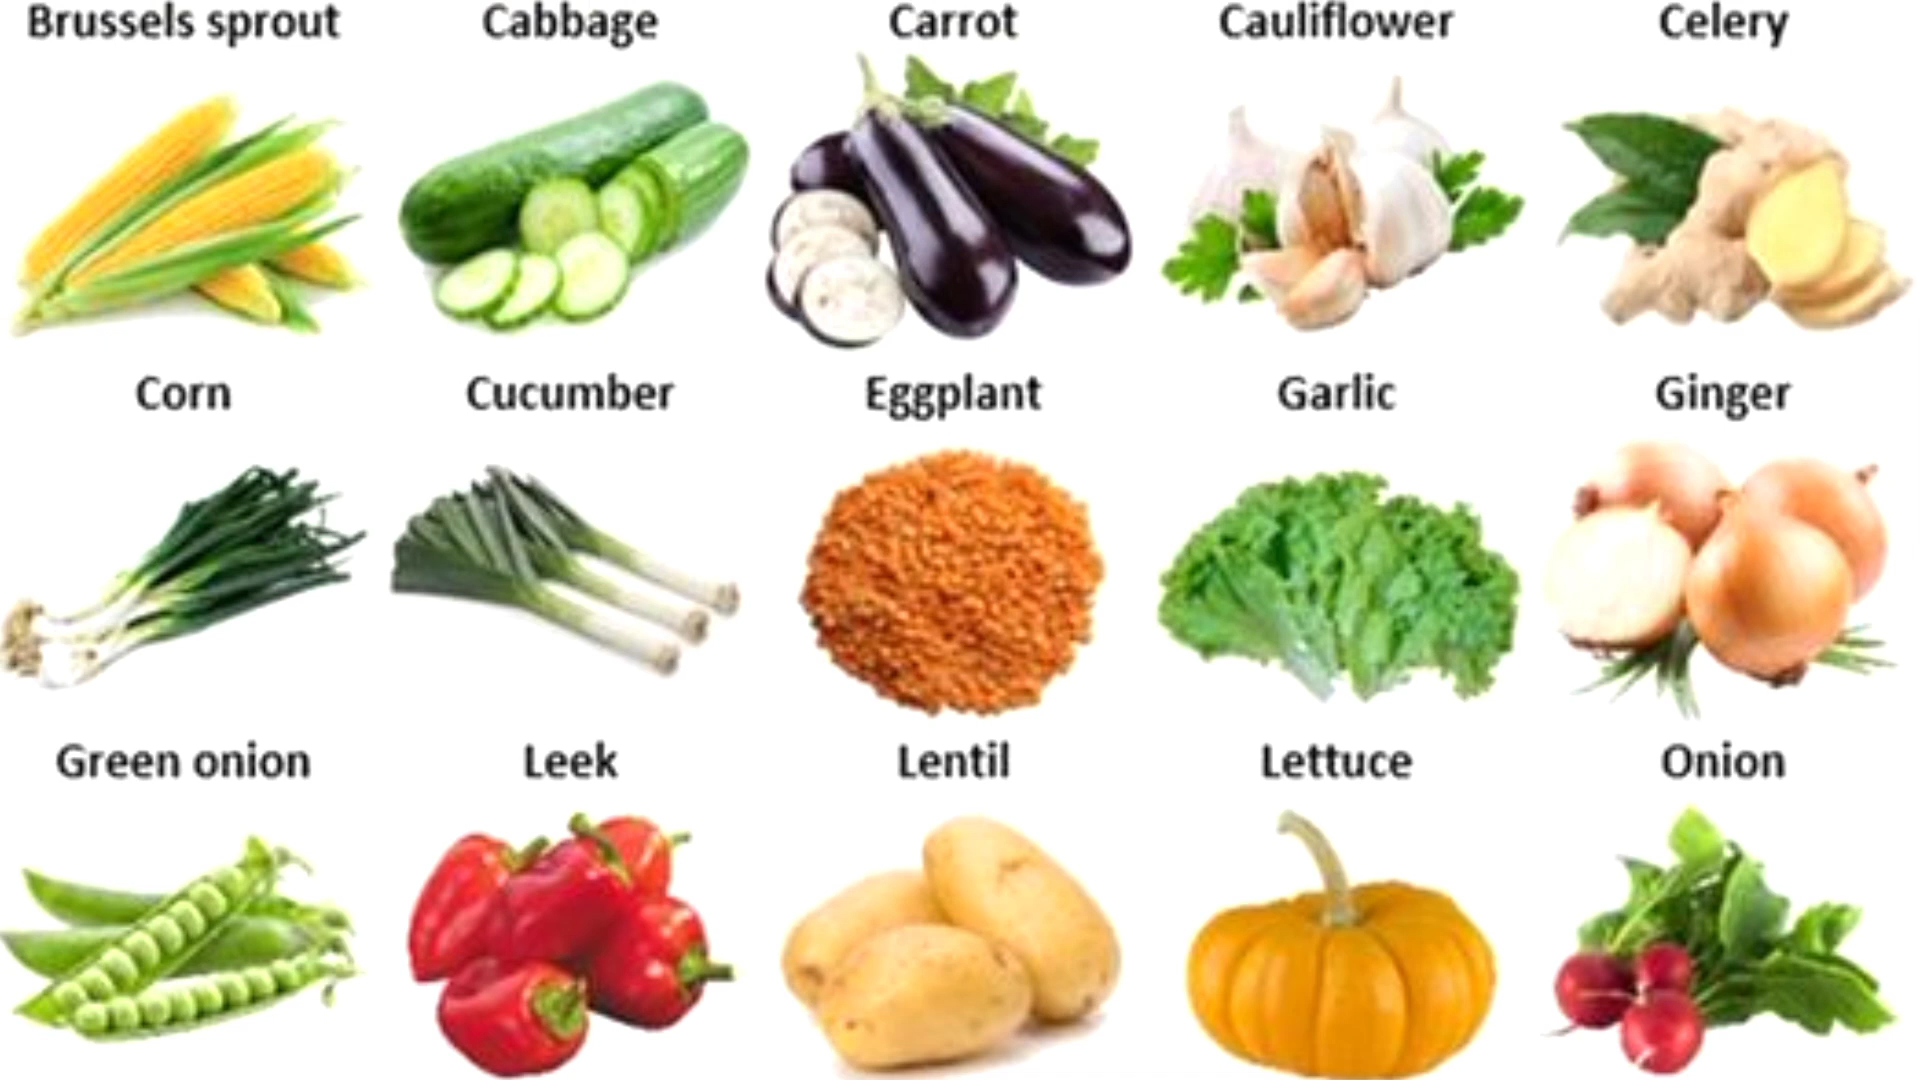 Brussels sprout Cabbage Carrot Cauliflower Celery
Corn Cucumber Eggplant Garlic Ginger
Green onion Leek Lentil Lettuce Onion